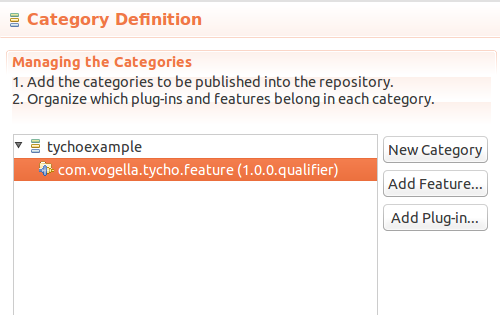 Category Definition
Managing the Categories
1. Add the categories to be published into the repository.
2. Organize which plug-ins and features belong in each category.
tychoexample
com.vogella.tycho.feature (1.0.0.qualifier)
New Category
Add Feature...
Add Plug-in...